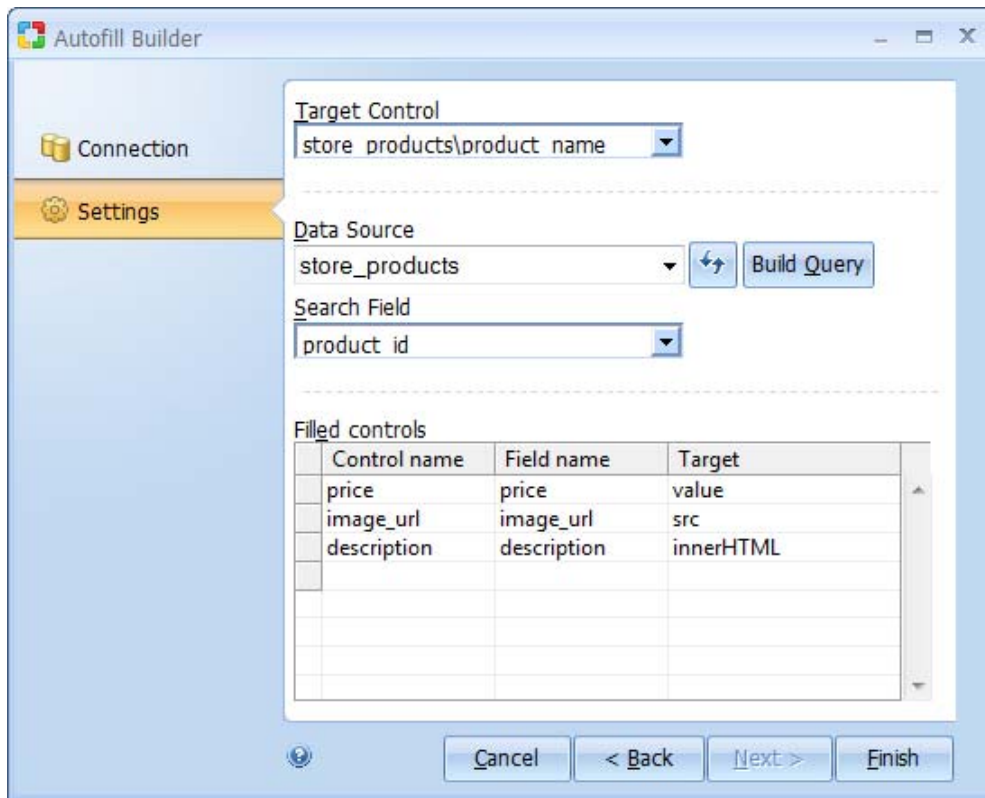 Autofill Builder
Connection
Settings
Target Control
store_products\product_name
Data Source
store_products
Build Query
Search Field
product_id
Filled controls
Control name Field name Target
price price value
image_url image_url src
description description innerHTML
Cancel < Back Next > Finish